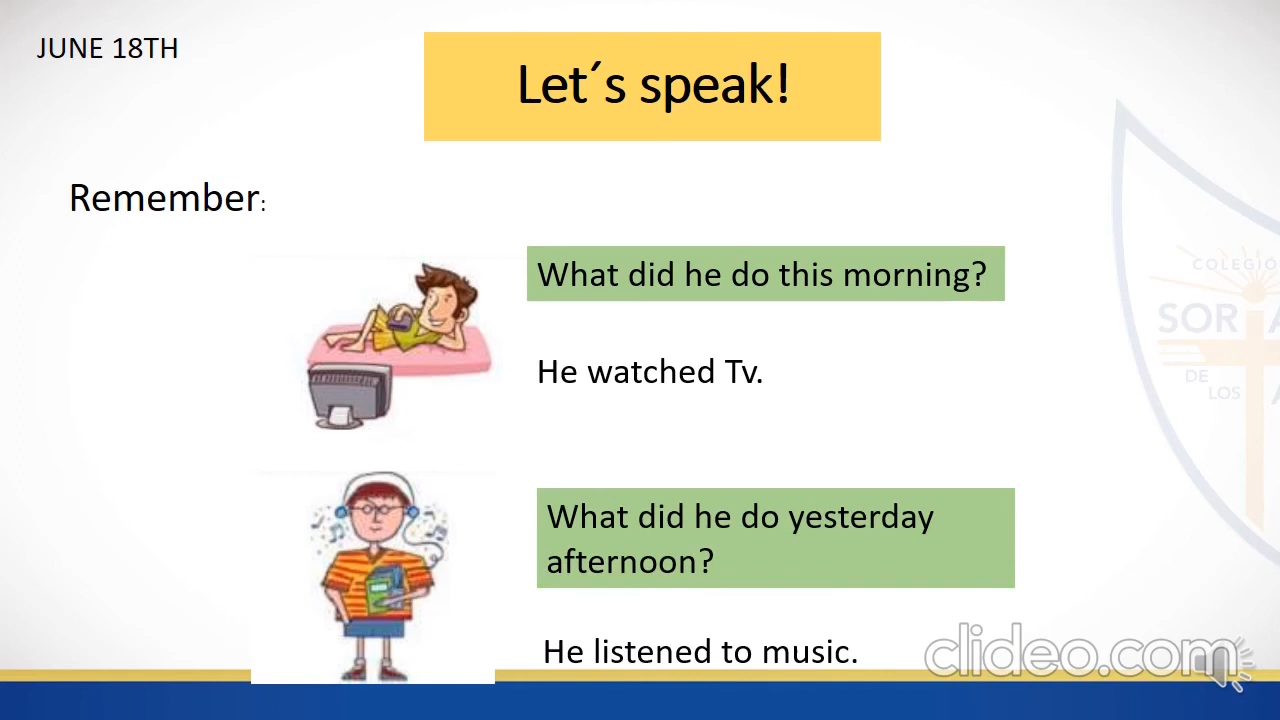 JUNE 18TH
Let´s speak!
Remember:
What did he do this morning?
He watched Tv.
What did he do yesterday
afternoon?
He listened to music.
COLEGIO
SOR
DE
LOS
clideo.com